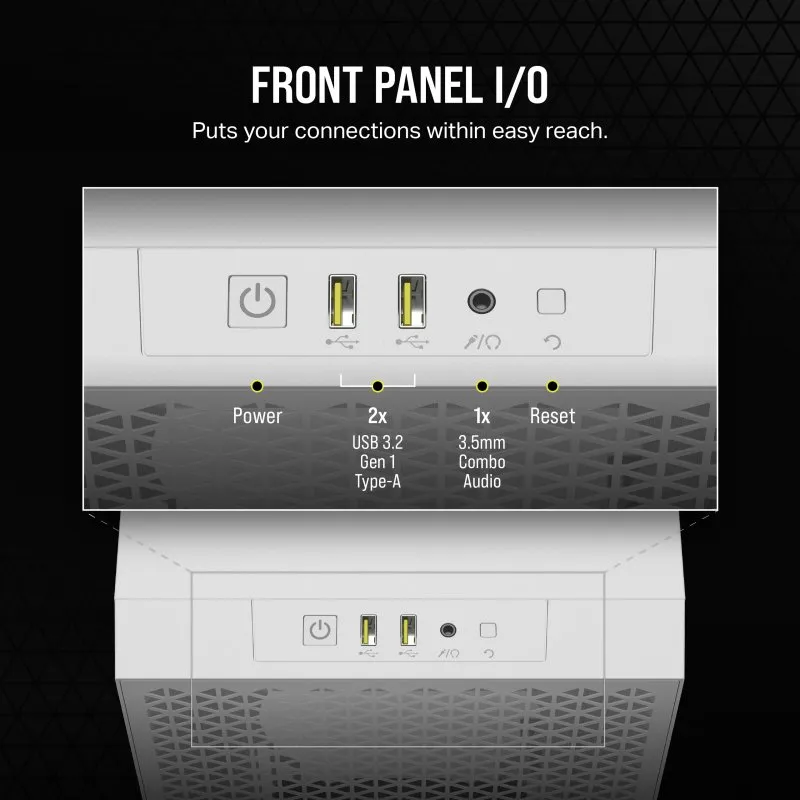 FRONT PANEL I/O
Puts your connections within easy reach.
Power
2x
USB 3.2
Gen 1
Type-A
1x
3.5mm
Combo
Audio
Reset